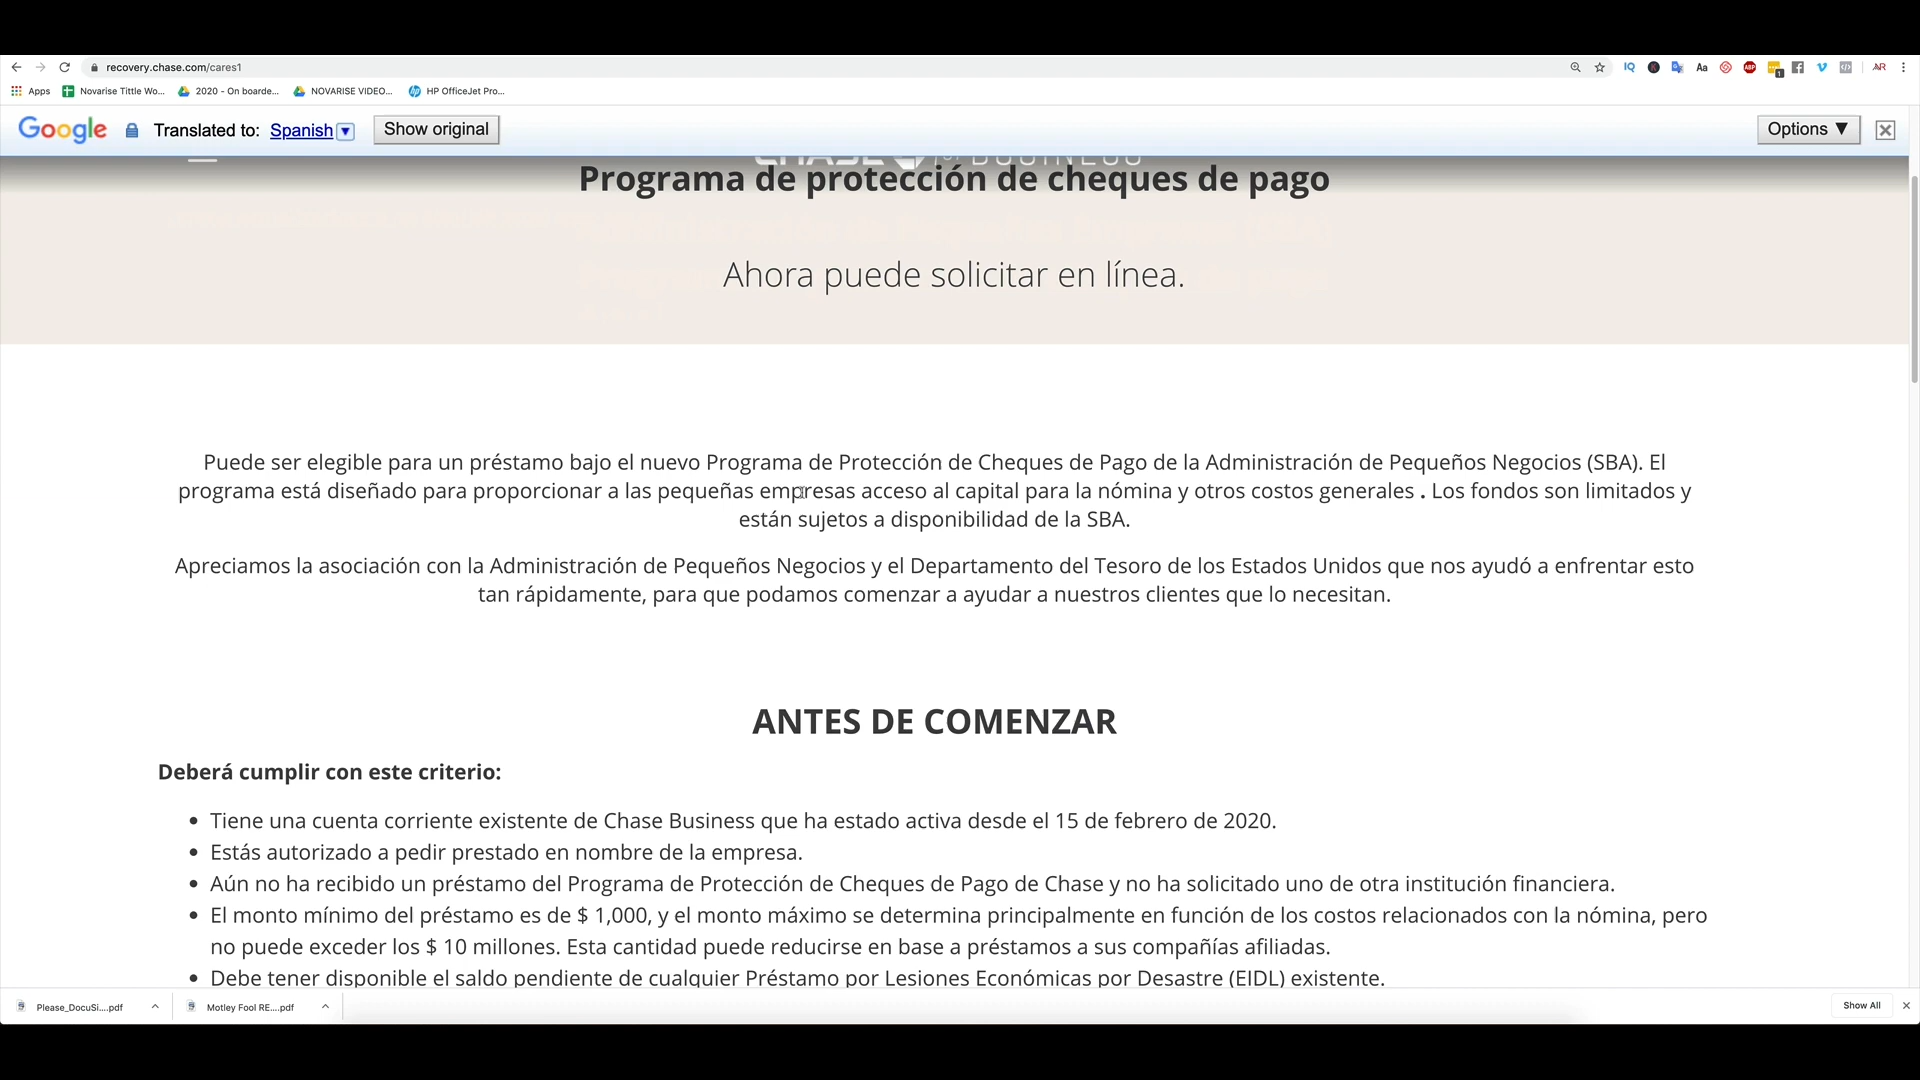 recovery.chase.com/cares1
Apps Novarise Tittle Wo... 2020 - On boarde... NOVARISE VIDEO... HP OfficeJet Pro...
Google Translated to: Spanish Show original Options ▼
CHASE for BUSINESS
Programa de protección de cheques de pago
Ahora puede solicitar en línea.
Puede ser elegible para un préstamo bajo el nuevo Programa de Protección de Cheques de Pago de la Administración de Pequeños Negocios (SBA). El
programa está diseñado para proporcionar a las pequeñas empresas acceso al capital para la nómina y otros costos generales . Los fondos son limitados y
están sujetos a disponibilidad de la SBA.
Apreciamos la asociación con la Administración de Pequeños Negocios y el Departamento del Tesoro de los Estados Unidos que nos ayudó a enfrentar esto
tan rápidamente, para que podamos comenzar a ayudar a nuestros clientes que lo necesitan.
ANTES DE COMENZAR
Deberá cumplir con este criterio:
• Tiene una cuenta corriente existente de Chase Business que ha estado activa desde el 15 de febrero de 2020.
• Estás autorizado a pedir prestado en nombre de la empresa.
• Aún no ha recibido un préstamo del Programa de Protección de Cheques de Pago de Chase y no ha solicitado uno de otra institución financiera.
• El monto mínimo del préstamo es de $ 1,000, y el monto máximo se determina principalmente en función de los costos relacionados con la nómina, pero
no puede exceder los $ 10 millones. Esta cantidad puede reducirse en base a préstamos a sus compañías afiliadas.
• Debe tener disponible el saldo pendiente de cualquier Préstamo por Lesiones Económicas por Desastre (EIDL) existente.
Please_DocuSi....pdf Motley Fool RE....pdf Show All